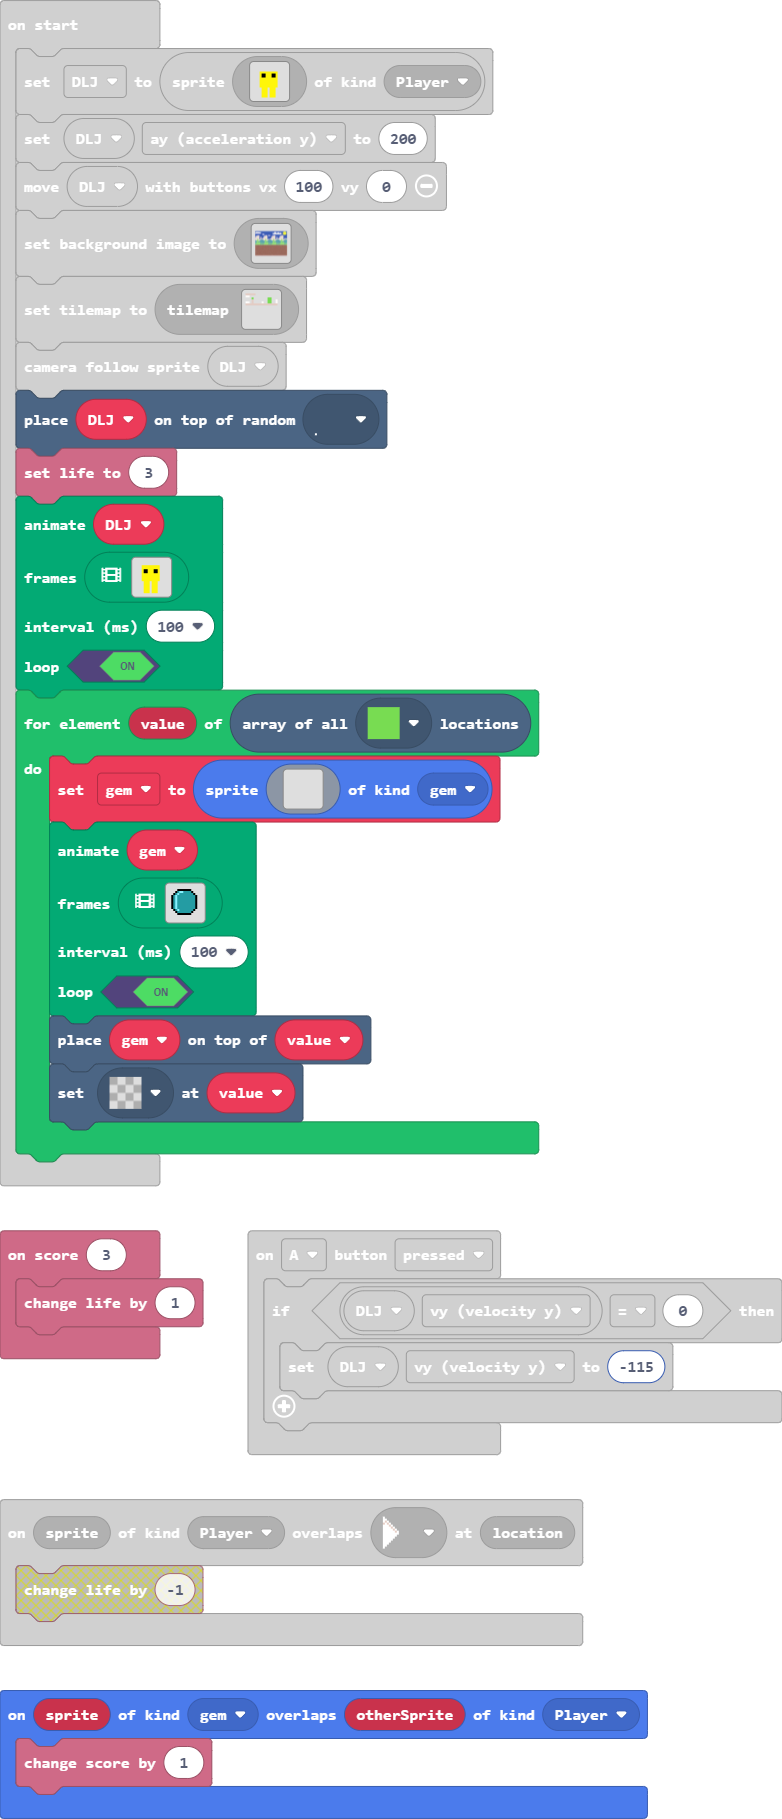 on start
set DLJ to sprite of kind Player
set DLJ ay (acceleration y) to 200
move DLJ with buttons vx 100 vy 0
set background image to
set tilemap to tilemap
camera follow sprite DLJ
place DLJ on top of random
set life to 3
animate DLJ
frames
interval (ms) 100
loop ON
for element value of array of all locations
do
set gem to sprite of kind gem
animate gem
frames
interval (ms) 100
loop ON
place gem on top of value
set at value
on score 3
change life by 1
on A button pressed
if DLJ vy (velocity y) = 0 then
set DLJ vy (velocity y) to -115
on sprite of kind Player overlaps at location
change life by -1
on sprite of kind gem overlaps otherSprite of kind Player
change score by 1